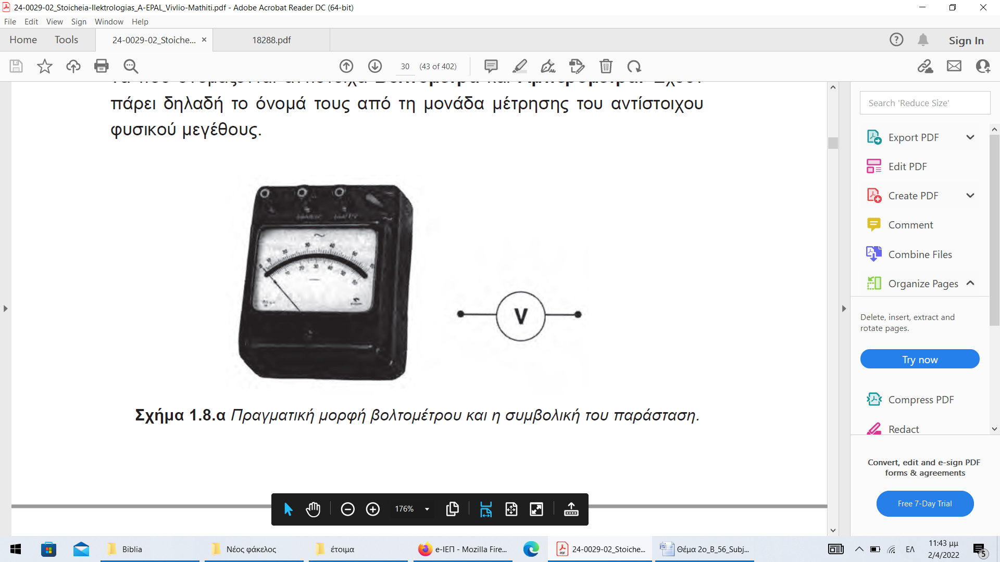 24-0029-02_Stoicheia-Ilektrologias_A-EPAL_Vivlio-Mathiti.pdf - Adobe Acrobat Reader DC (64-bit)
File Edit View Sign Window Help
Home Tools 24-0029-02_Stoiche... × 18288.pdf ? Sign In
30 (43 of 402)
πάρει δηλαδή το όνομά τους από τη μονάδα μέτρησης του αντίστοιχου
φυσικού μεγέθους.
V
Σχήμα 1.8.α Πραγματική μορφή βολτομέτρου και η συμβολική του παράσταση.
Search 'Reduce Size'
Export PDF
Edit PDF
Create PDF
Comment
Combine Files
Organize Pages
Delete, insert, extract and
rotate pages.
Try now
Compress PDF
Redact
Convert, edit and e-sign PDF
forms & agreements
Free 7-Day Trial
176%
Biblia Νέος φάκελος έτοιμα e-ΙΕΠ - Mozilla Fire... 24-0029-02_Stoiche... Θέμα 2ο_Β_56_Subj... ΕΛ 11:43 μμ
2/4/2022 5